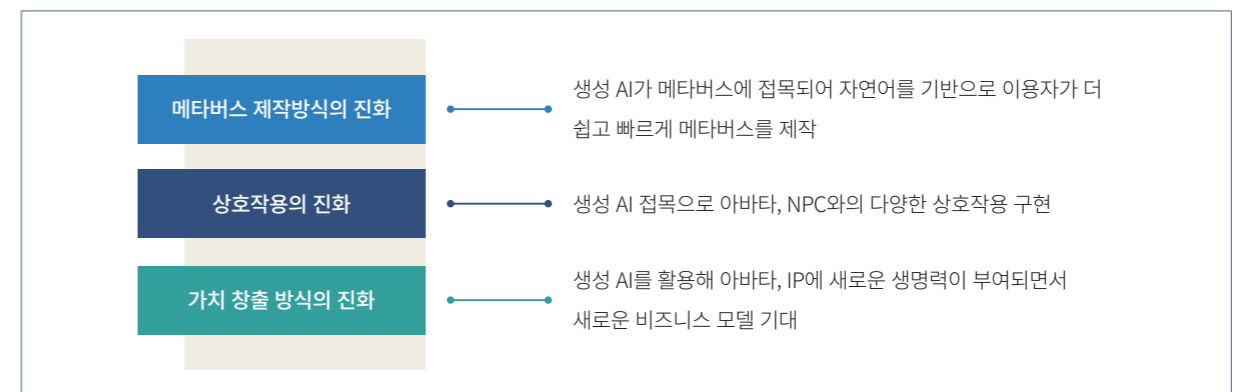 메타버스 제작방식의 진화
생성 AI가 메타버스에 접목되어 자연어를 기반으로 이용자가 더
쉽고 빠르게 메타버스를 제작
상호작용의 진화
생성 AI 접목으로 아바타, NPC와의 다양한 상호작용 구현
가치 창출 방식의 진화
생성 AI를 활용해 아바타, IP에 새로운 생명력이 부여되면서
새로운 비즈니스 모델 기대